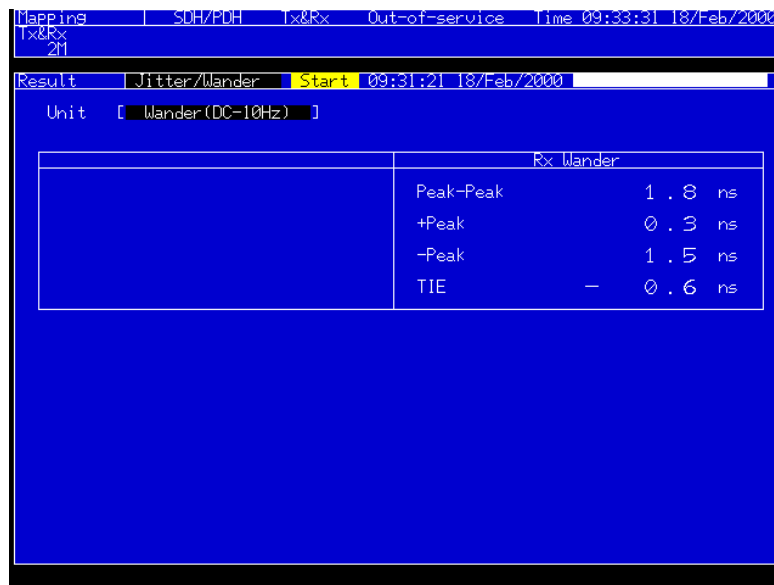 Mapping | SDH/PDH Tx&Rx Out-of-service Time 09:33:31 18/Feb/2000
Tx&Rx
2M
Result Jitter/Wander Start 09:31:21 18/Feb/2000
Unit [ Wander(DC-10Hz) ]
Rx Wander
Peak-Peak 1.8 ns
+Peak 0.3 ns
-Peak 1.5 ns
TIE - 0.6 ns